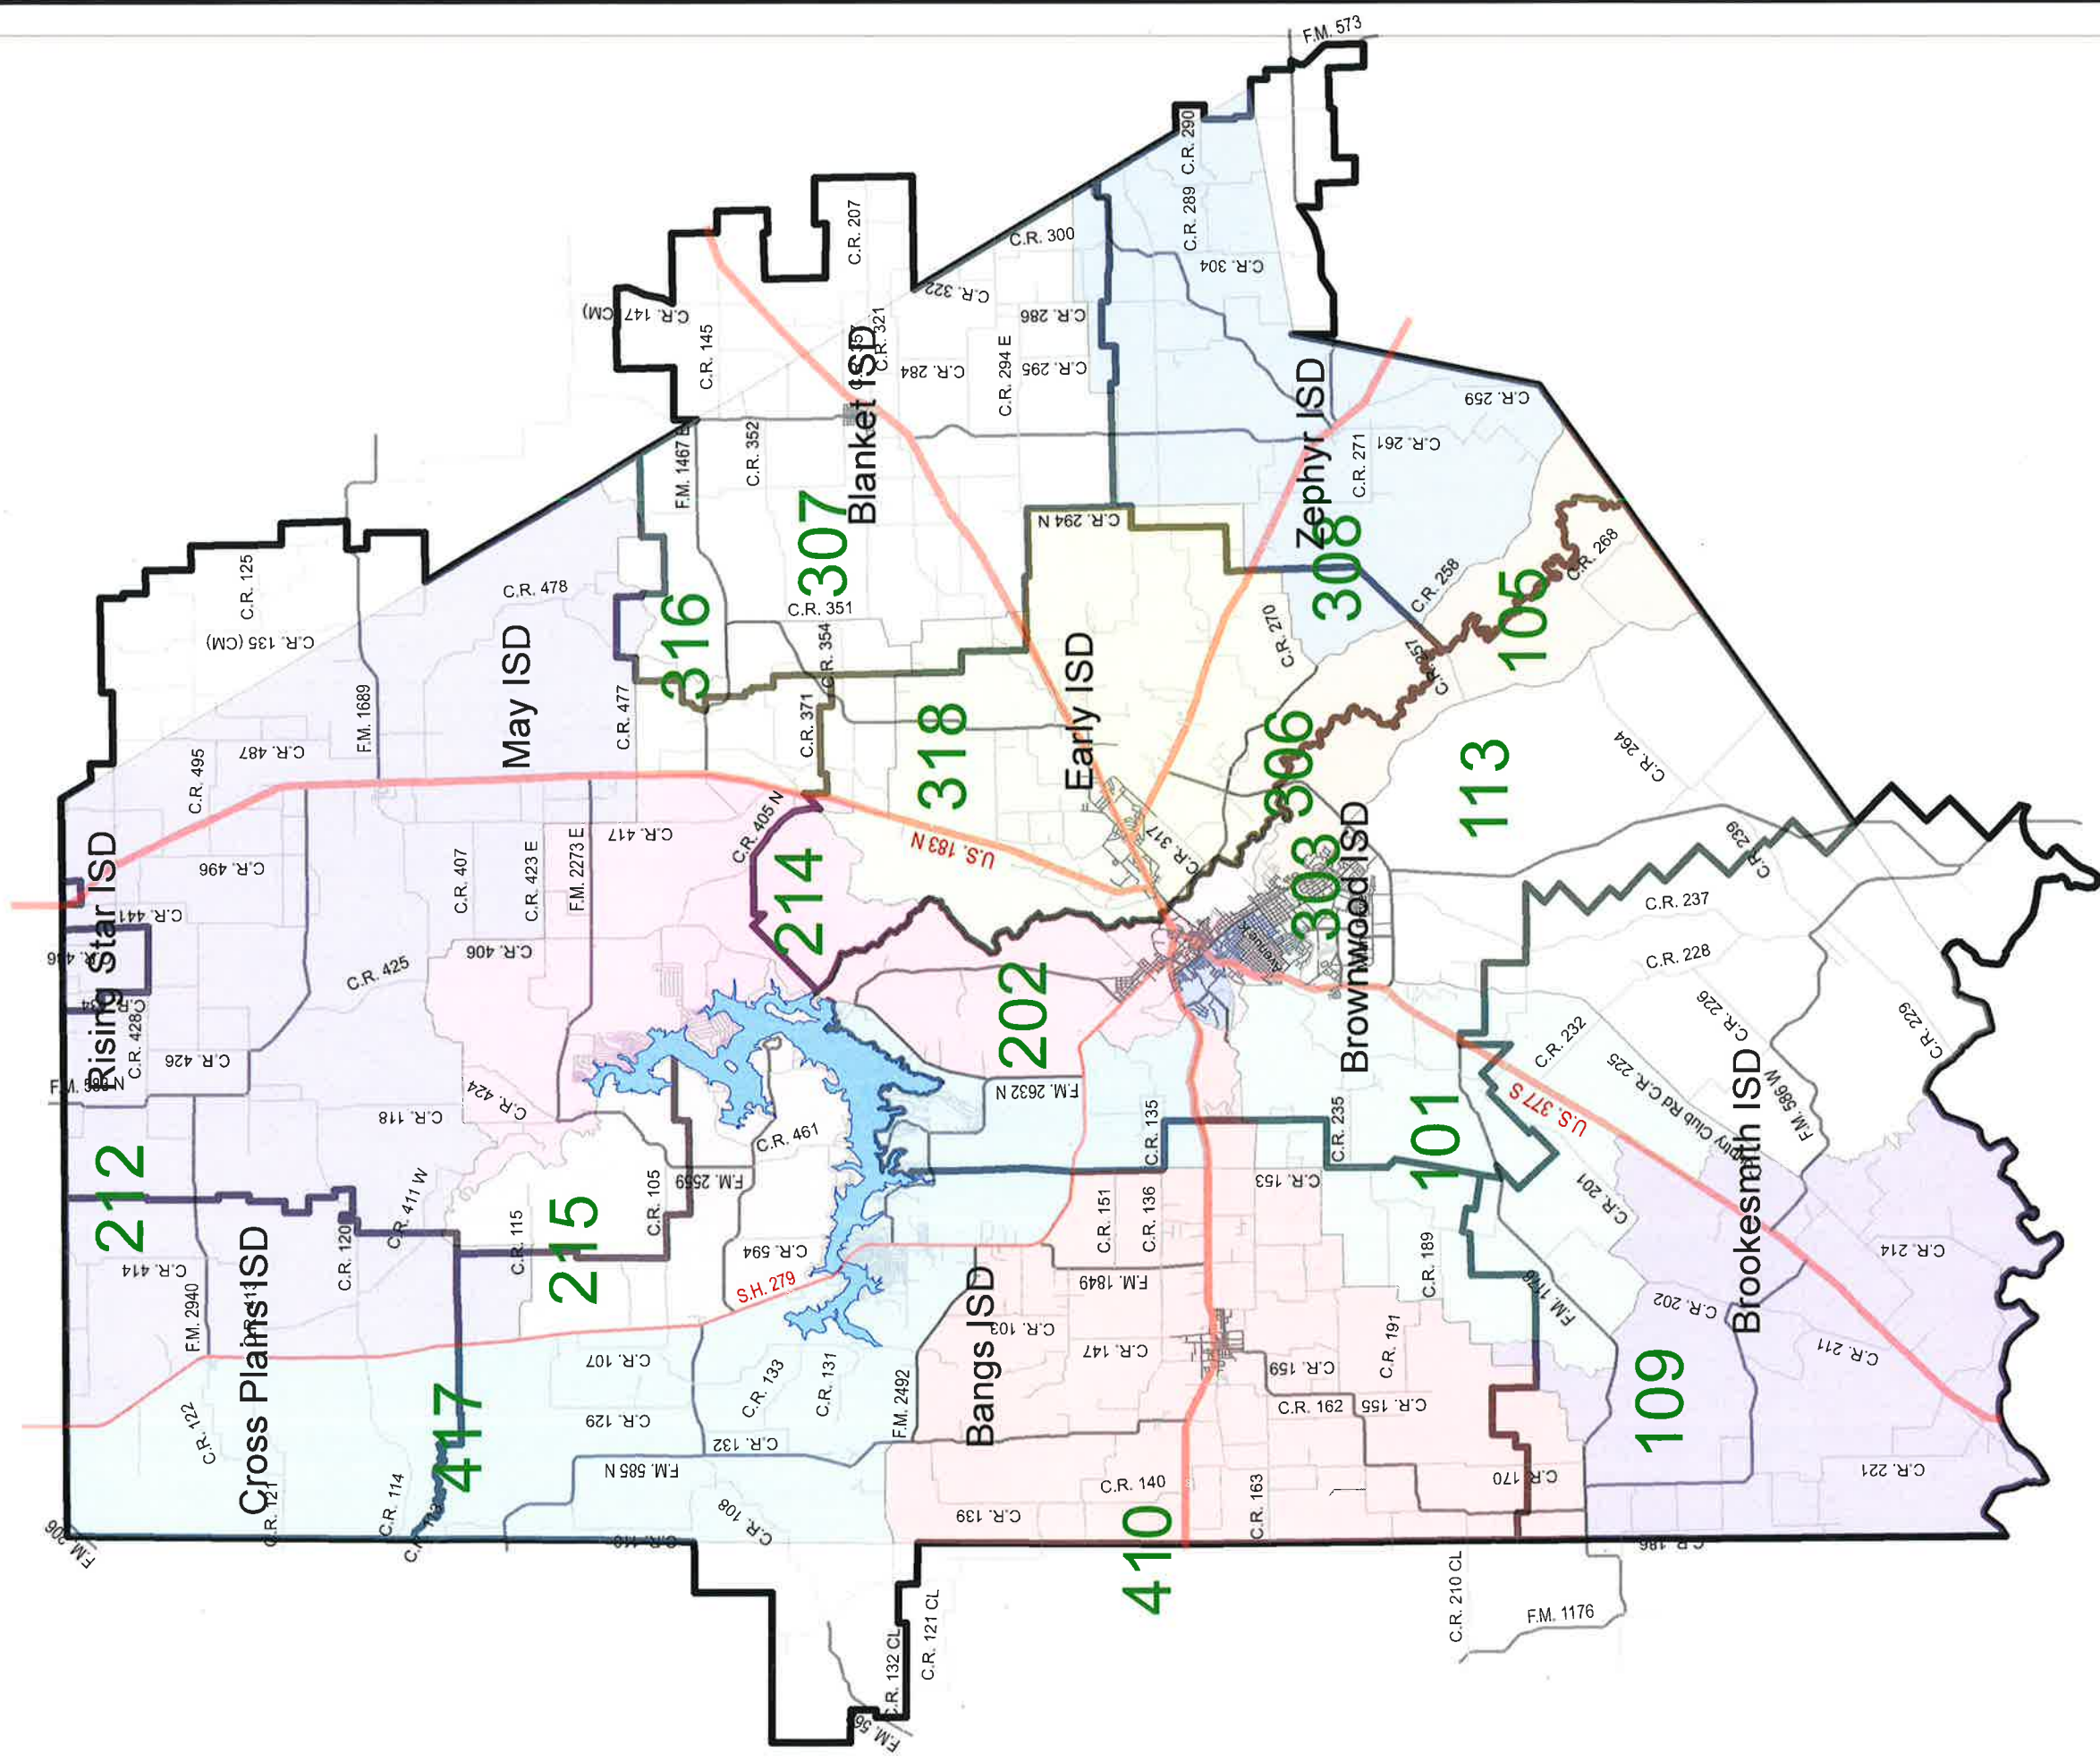 F.M. 573
C.R. 290
C.R. 207
C.R. 289
C.R. 300
C.R. 304
C.R. 322
C.R. 147 (CM)
C.R. 286
C.R. 321
C.R. 145
C.R. 294 E
C.R. 295
C.R. 284
Blanket ISD
Zephyr ISD
C.R. 259
C.R. 261
C.R. 271
C.R. 352
F.M. 1467 E
C.R. 294 N
307
308
C.R. 125
C.R. 478
C.R. 351
C.R. 258
C.R. 268
105
C.R. 135 (CM)
May ISD
316
C.R. 354
C.R. 270
C.R. 257
Early ISD
F.M. 1689
C.R. 477
C.R. 371
318
C.R. 487
C.R. 495
306
113
C.R. 264
C.R. 417
C.R. 405 N
U.S. 183 N
C.R. 317
C.R. 239
Rising Star ISD
C.R. 496
C.R. 407
C.R. 423 E
F.M. 2273 E
214
303
Brownwood ISD
C.R. 441
C.R. 237
C.R. 406
C.R. 425
Avenue K
C.R. 228
202
C.R. 428
C.R. 426
C.R. 232
C.R. 226
C.R. 229
C.R. 225
F.M. 586 W
C.R. 424
C.R. 118
F.M. 2632 N
U.S. 377 S
C.R. 461
C.R. 135
C.R. 235
101
212
C.R. 411 W
C.R. 105
F.M. 2559
C.R. 153
C.R. 201
Brookesmith ISD
215
C.R. 115
C.R. 120
C.R. 151
C.R. 136
C.R. 189
C.R. 214
C.R. 414
C.R. 594
S.H. 279
F.M. 1849
F.M. 2940
Cross Plains ISD
Bangs ISD
C.R. 103
C.R. 202
C.R. 107
C.R. 147
C.R. 191
C.R. 211
C.R. 133
C.R. 131
F.M. 2492
C.R. 159
109
417
C.R. 122
C.R. 129
C.R. 132
C.R. 192
C.R. 155
F.M. 585 N
C.R. 140
C.R. 170
C.R. 221
C.R. 121
C.R. 114
C.R. 108
C.R. 139
C.R. 163
410
C.R. 186
C.R. 210 CL
F.M. 1176
C.R. 121 CL
C.R. 132 CL